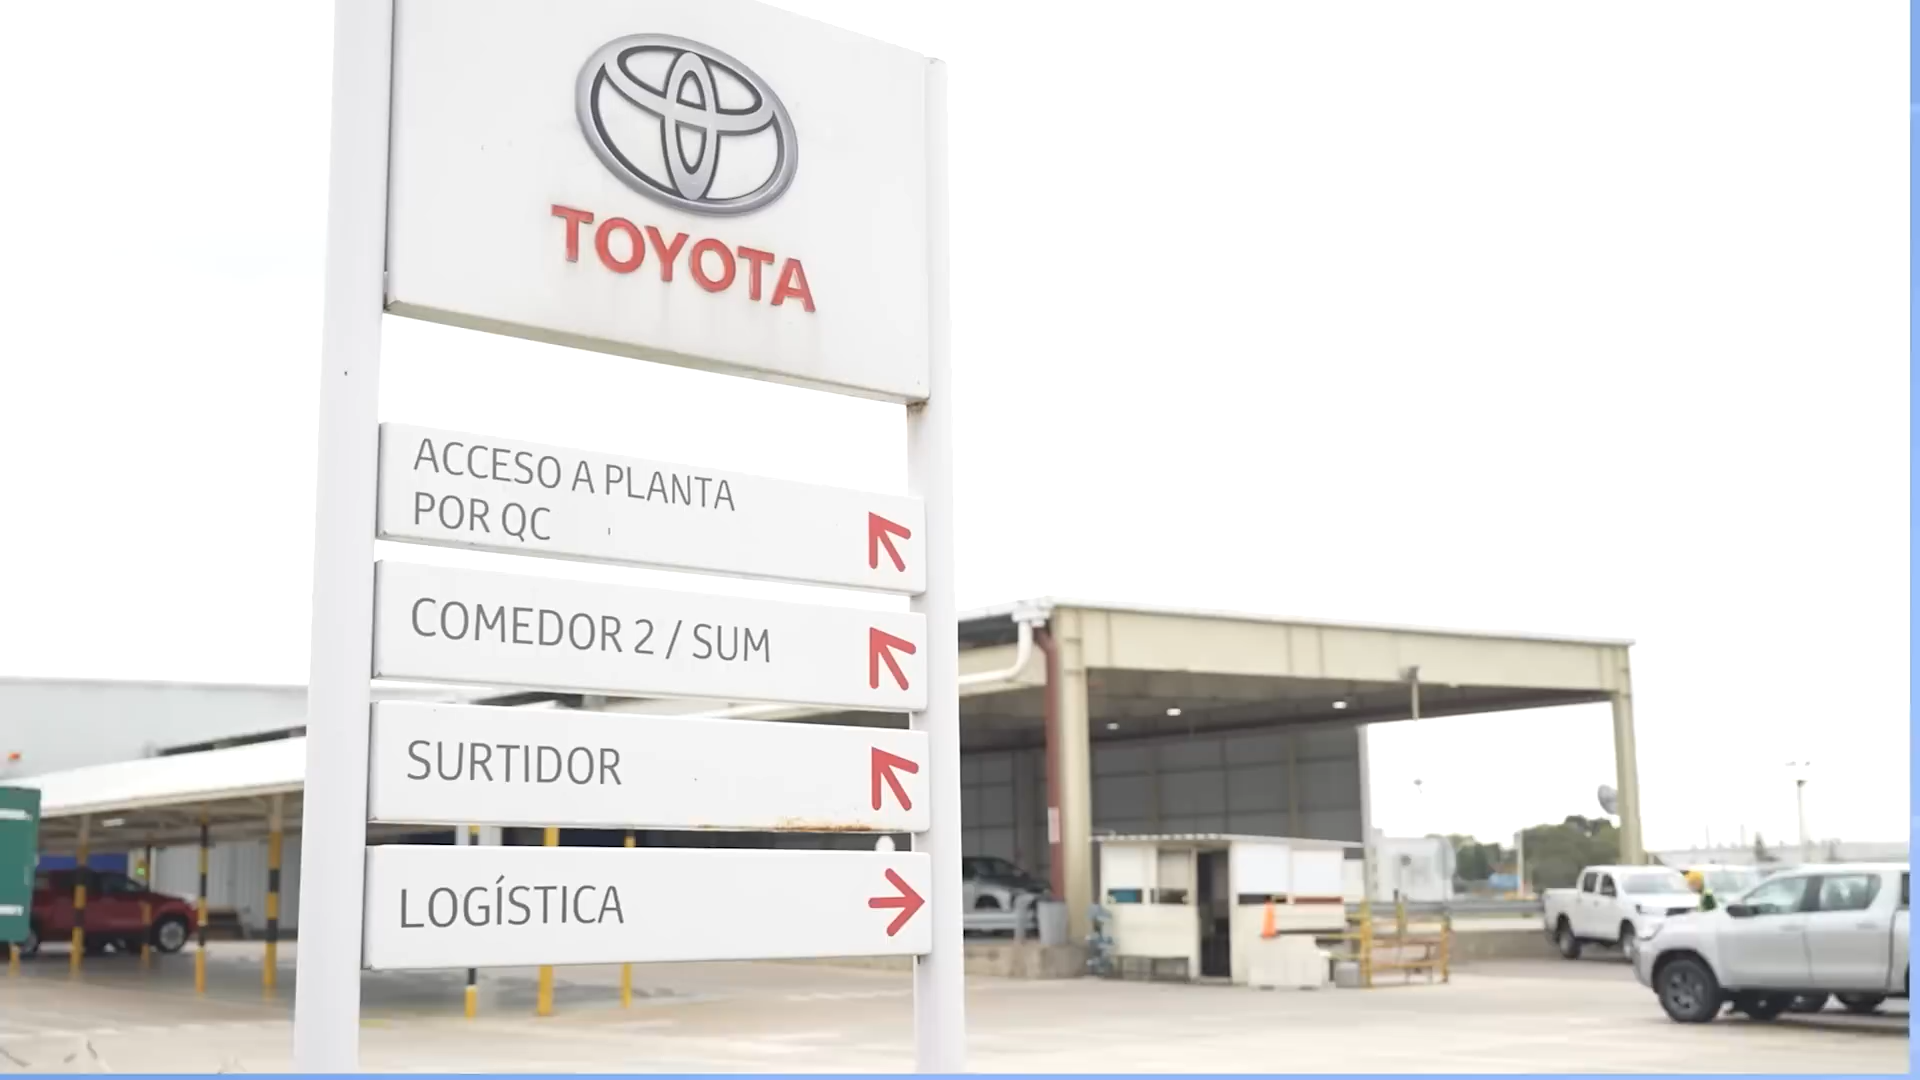 TOYOTA
ACCESO A PLANTA
POR QC
COMEDOR 2 / SUM
SURTIDOR
LOGÍSTICA